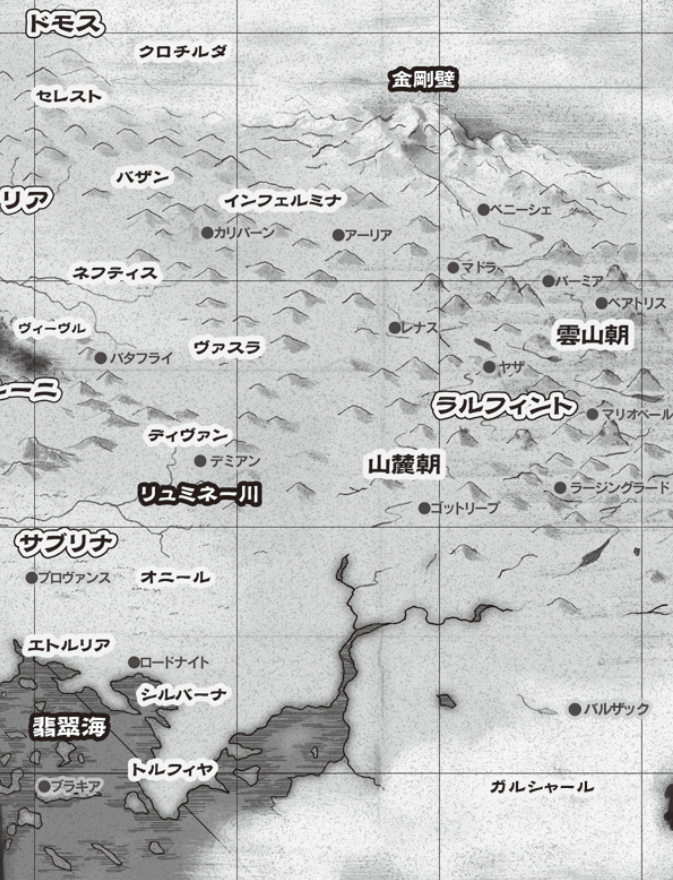 ドモス
クロチルダ
金剛壁
セレスト
バザン
リア
インフェルミナ
ベニーシェ
カリバーン
アーリア
ネフティス
マドラ
バーミア
ベアトリス
ヴィーヴル
レナス
雲山朝
バタフライ
ヴァスラ
ヤザ
ーニ
ラルフィント
マリオベール
ディヴァン
デミアン
山麓朝
リュミネー川
ラージングラード
ゴットリープ
サブリナ
プロヴァンス
オニール
エトルリア
ロードナイト
シルバーナ
翡翠海
バルザック
トルフィヤ
ブラキア
ガルシャール